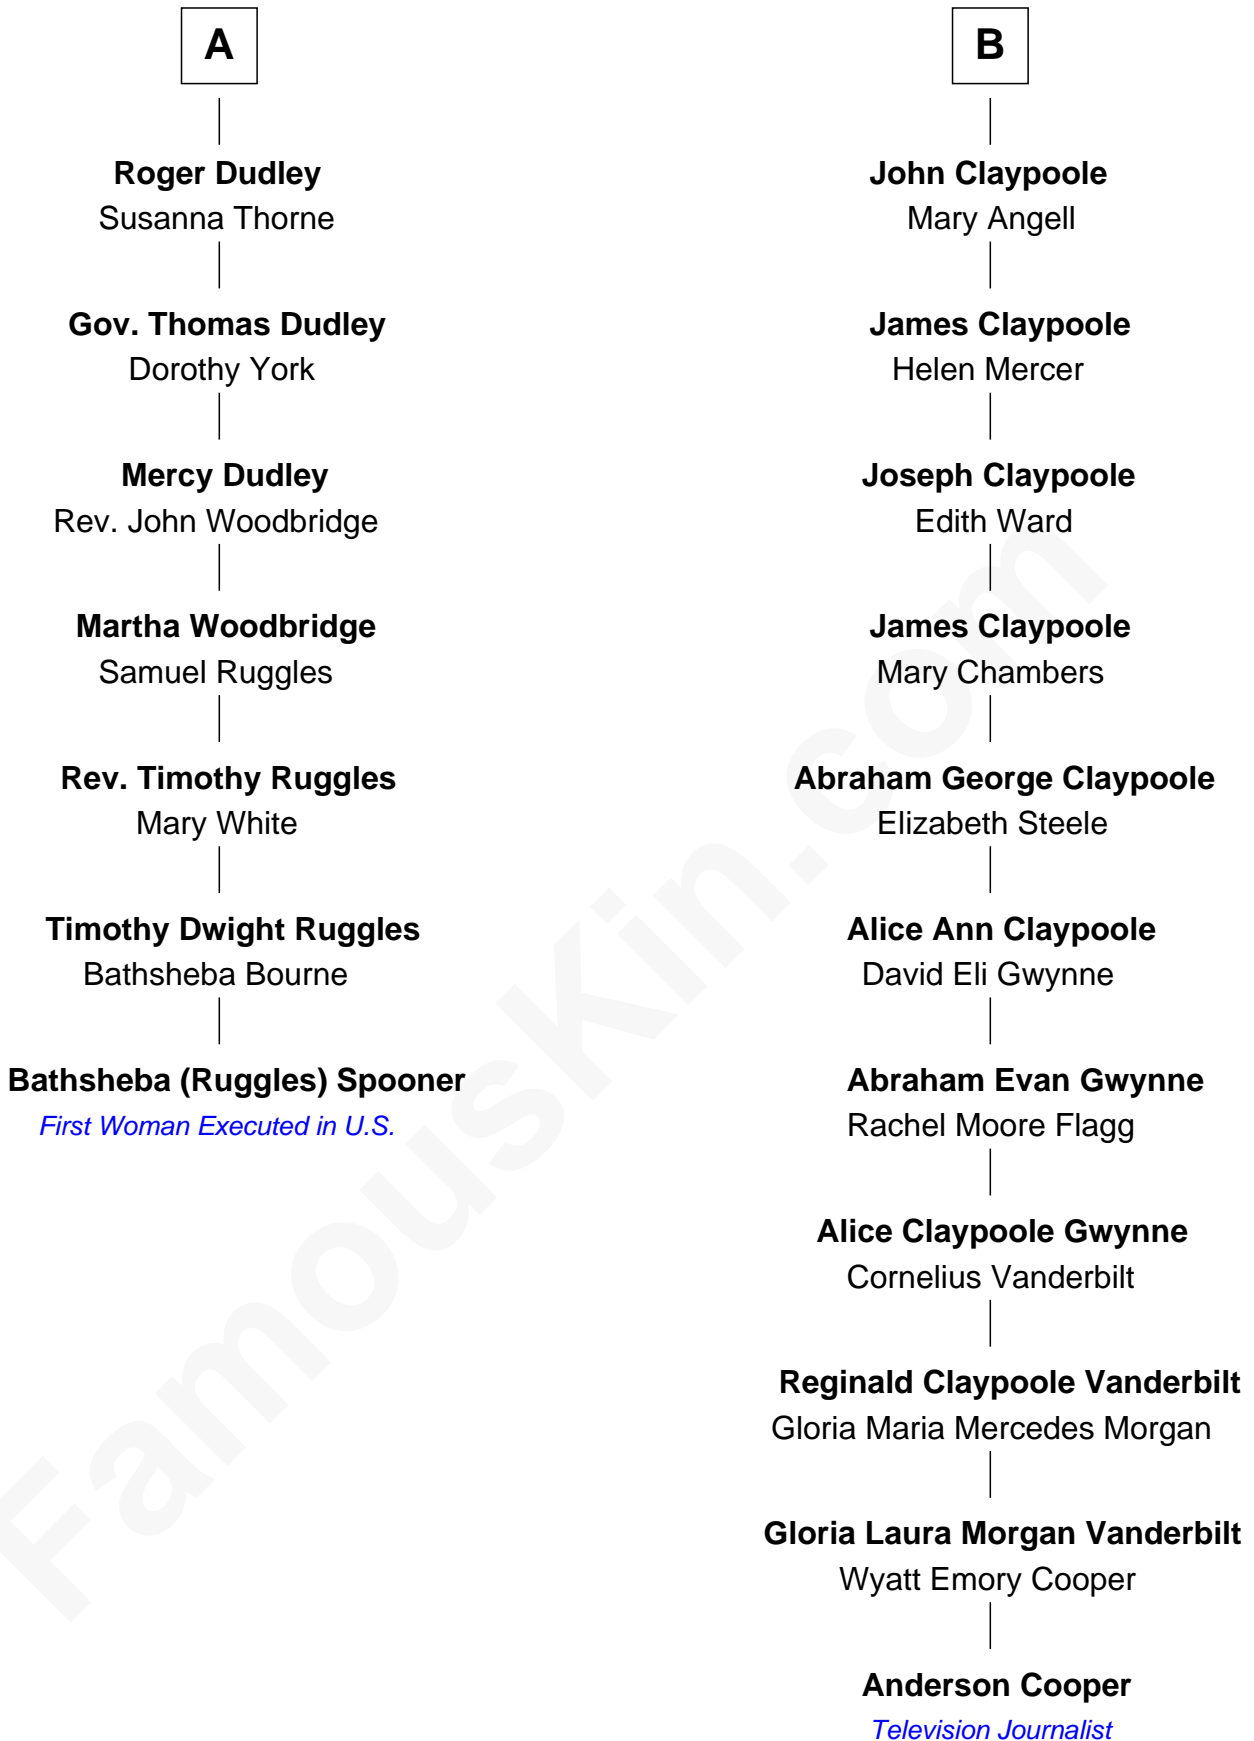 A
Roger Dudley
Susanna Thorne
Gov. Thomas Dudley
Dorothy York
Mercy Dudley
Rev. John Woodbridge
Martha Woodbridge
Samuel Ruggles
Rev. Timothy Ruggles
Mary White
Timothy Dwight Ruggles
Bathsheba Bourne
Bathsheba (Ruggles) Spooner
First Woman Executed in U.S.
B
John Claypoole
Mary Angell
James Claypoole
Helen Mercer
Joseph Claypoole
Edith Ward
James Claypoole
Mary Chambers
Abraham George Claypoole
Elizabeth Steele
Alice Ann Claypoole
David Eli Gwynne
Abraham Evan Gwynne
Rachel Moore Flagg
Alice Claypoole Gwynne
Cornelius Vanderbilt
Reginald Claypoole Vanderbilt
Gloria Maria Mercedes Morgan
Gloria Laura Morgan Vanderbilt
Wyatt Emory Cooper
Anderson Cooper
Television Journalist
FamousKin.com